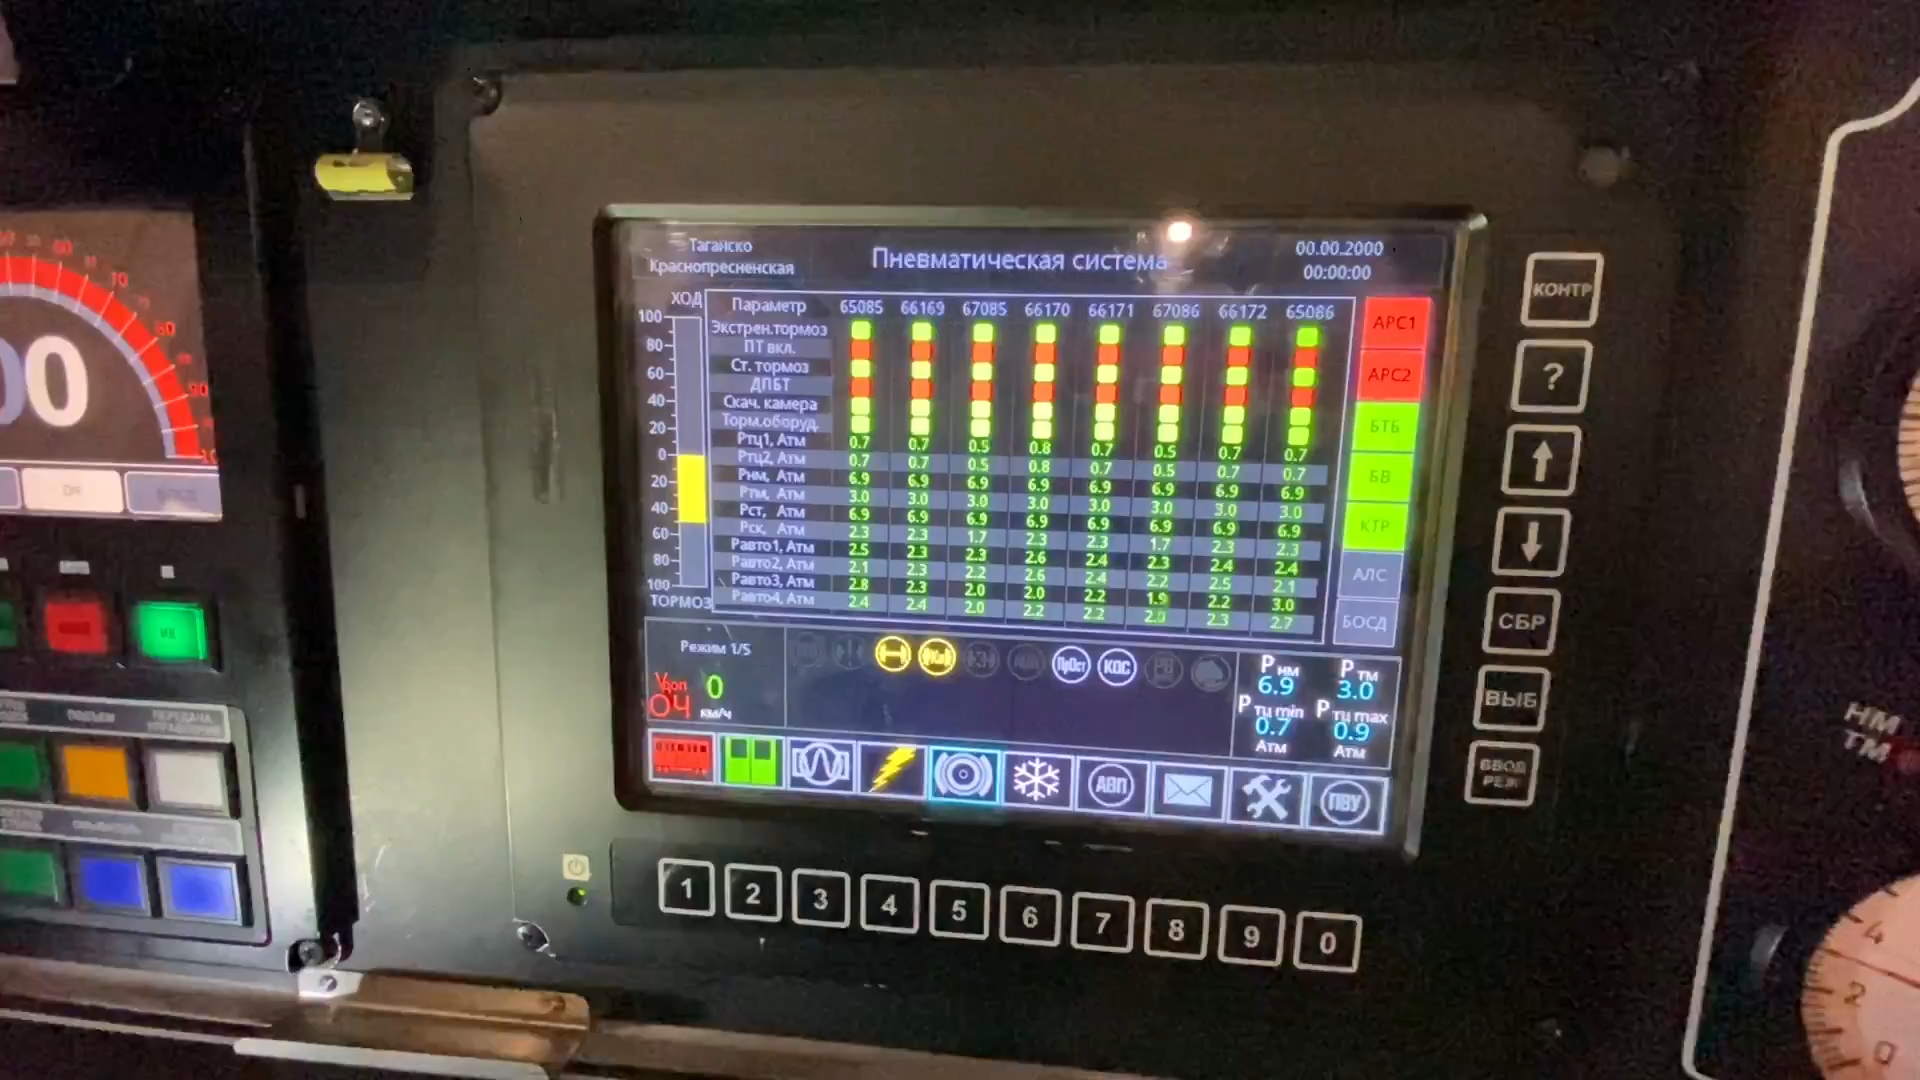 Таганско
Краснопресненская
Пневматическая система
00.00.2000
00:00:00
ХОД
100
80
60
40
20
0
20
40
60
80
100
ТОРМОЗ
Параметр 65085 66169 67085 66170 66171 67086 66172 65086
Экстрен.тормоз
ПТ вкл.
Ст. тормоз
ДПБТ
Скач. камера
Торм.оборуд.
Ртц1, Атм 0.7 0.7 0.5 0.8 0.7 0.5 0.7 0.7
Ртц2, Атм 0.7 0.7 0.5 0.8 0.7 0.5 0.7 0.7
Рнм, Атм 6.9 6.9 6.9 6.9 6.9 6.9 6.9 6.9
Ртм, Атм 3.0 3.0 3.0 3.0 3.0 3.0 3.0 3.0
Рст, Атм 6.9 6.9 6.9 6.9 6.9 6.9 6.9 6.9
Рск, Атм 2.3 2.3 1.7 2.3 2.3 1.7 2.3 2.3
Равто1, Атм 2.5 2.3 2.3 2.6 2.4 2.3 2.4 2.4
Равто2, Атм 2.1 2.3 2.2 2.6 2.4 2.2 2.5 2.1
Равто3, Атм 2.8 2.3 2.0 2.0 2.2 1.9 2.2 3.0
Равто4, Атм 2.4 2.4 2.0 2.2 2.2 2.0 2.3 2.7
АРС1
АРС2
БТБ
БВ
КТР
АЛС
БОСД
Режим 1/5
Vдоп 0
ОЧ км/ч
ПрОст КОС РВ
Р нм Р тм
6.9 3.0
Р тц min Р тц max
0.7 0.9
Атм Атм
АВП
ПВУ
КОНТР
?
СБР
ВЫБ
ВВОД
РЕЖ
1 2 3 4 5 6 7 8 9 0
00
НМ
ТМ
4
2
0